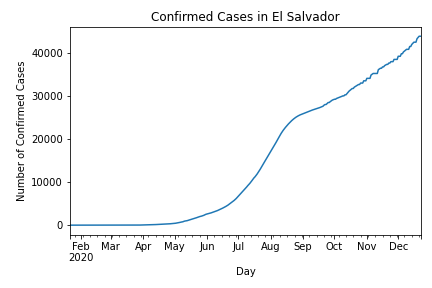 Confirmed Cases in El Salvador
Number of Confirmed Cases
40000
30000
20000
10000
0
Feb Mar Apr May Jun Jul Aug Sep Oct Nov Dec
2020
Day